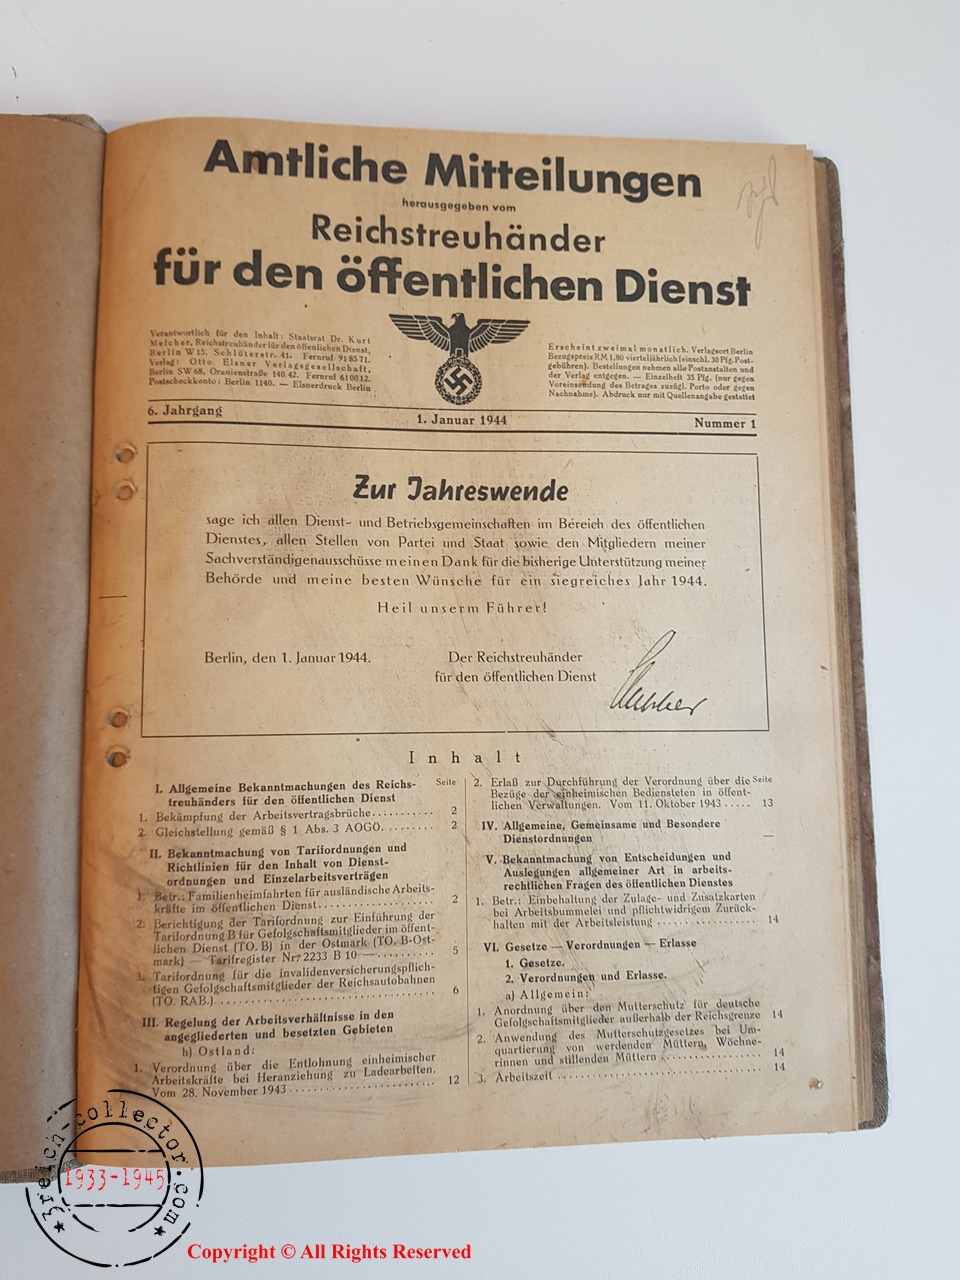 Amtliche Mitteilungen
herausgegeben vom
Reichstreuhänder
für den öffentlichen Dienst
Verantwortlich für den Inhalt: Staatsrat Dr. Kurt
Melcher, Reichstreuhänder für den öffentlichen Dienst,
Berlin W 15, Schlüterstr. 41. Fernruf 91 85 71.
Verlag: Otto Elsner Verlagsgesellschaft,
Berlin SW 68, Oranienstraße 140/42. Fernruf 61 00 12.
Postscheckkonto: Berlin 1140. — Elsnerdruck Berlin
Erscheint zweimal monatlich. Verlagsort Berlin
Bezugspreis RM. 1,80 vierteljährlich (einschl. 30 Pfg. Post-
gebühren). Bestellungen nehmen alle Postanstalten und
der Verlag entgegen. — Einzelheft 35 Pfg. (nur gegen
Voreinsendung des Betrages zuzügl. Porto oder gegen
Nachnahme). Abdruck nur mit Quellenangabe gestattet
6. Jahrgang
1. Januar 1944
Nummer 1
Zur Jahreswende
sage ich allen Dienst- und Betriebsgemeinschaften im Bereich des öffentlichen
Dienstes, allen Stellen von Partei und Staat sowie den Mitgliedern meiner
Sachverständigenausschüsse meinen Dank für die bisherige Unterstützung meiner
Behörde und meine besten Wünsche für ein siegreiches Jahr 1944.
Heil unserm Führer!
Berlin, den 1. Januar 1944.
Der Reichstreuhänder
für den öffentlichen Dienst
Inhalt
Seite
I. Allgemeine Bekanntmachungen des Reichs-
treuhänders für den öffentlichen Dienst
1. Bekämpfung der Arbeitsvertragsbrüche.......... 2
2. Gleichstellung gemäß § 1 Abs. 3 AOGÖ......... 2
II. Bekanntmachung von Tarifordnungen und
Richtlinien für den Inhalt von Dienst-
ordnungen und Einzelarbeitsverträgen
1. Betr.: Familienheimfahrten für ausländische Arbeits-
kräfte im öffentlichen Dienst.................... 2
2. Berichtigung der Tarifordnung zur Einführung der
Tarifordnung B für Gefolgschaftsmitglieder im öffent-
lichen Dienst (TO. B) in der Ostmark (TO. B-Ost-
mark) — Tarifregister Nr. 2233 B 10 —.......... 5
3. Tarifordnung für die invalidenversicherungspflich-
tigen Gefolgschaftsmitglieder der Reichsautobahnen
(TO. RAB.).................................... 6
III. Regelung der Arbeitsverhältnisse in den
angegliederten und besetzten Gebieten
b) Ostland:
1. Verordnung über die Entlohnung einheimischer
Arbeitskräfte bei Heranziehung zu Ladearbeiten.
Vom 28. November 1943........................ 12
Seite
2. Erlaß zur Durchführung der Verordnung über die
Bezüge der einheimischen Bediensteten in öffent-
lichen Verwaltungen. Vom 11. Oktober 1943..... 13
IV. Allgemeine, Gemeinsame und Besondere
Dienstordnungen —
V. Bekanntmachung von Entscheidungen und
Auslegungen allgemeiner Art in arbeits-
rechtlichen Fragen des öffentlichen Dienstes
1. Betr.: Einbehaltung der Zulage- und Zusatzkarten
bei Arbeitsbummelei und pflichtwidrigem Zurück-
halten mit der Arbeitsleistung.................. 14
VI. Gesetze — Verordnungen — Erlasse
1. Gesetze.
2. Verordnungen und Erlasse.
a) Allgemein:
1. Anordnung über den Mutterschutz für deutsche
Gefolgschaftsmitglieder außerhalb der Reichsgrenze 14
2. Anwendung des Mutterschutzgesetzes bei Um-
quartierung von werdenden Müttern, Wöchne-
rinnen und stillenden Müttern.................. 14
3. Arbeitszeit.................................... 14
3reich-collector.com
1933-1945
Copyright © All Rights Reserved